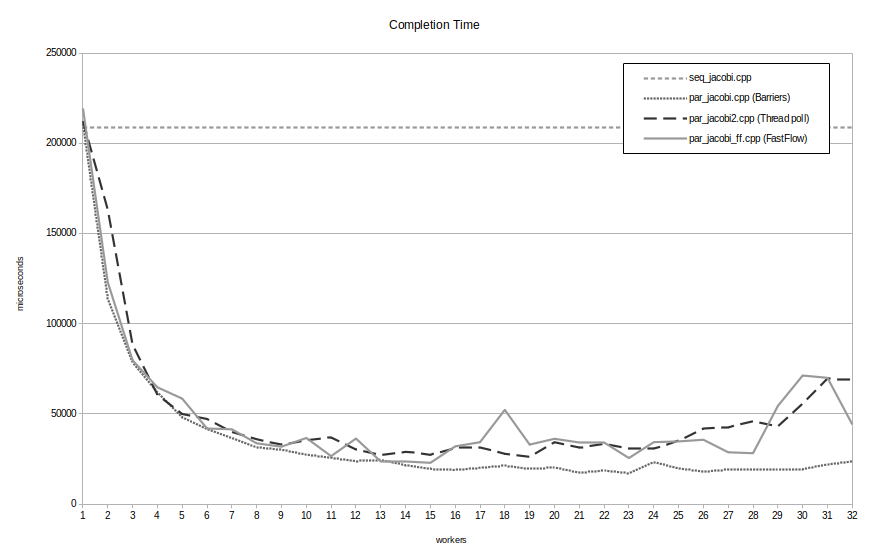 Completion Time
250000
200000
150000
100000
50000
0
microseconds
seq_jacobi.cpp
par_jacobi.cpp (Barriers)
par_jacobi2.cpp (Thread poll)
par_jacobi_ff.cpp (FastFlow)
1 2 3 4 5 6 7 8 9 10 11 12 13 14 15 16 17 18 19 20 21 22 23 24 25 26 27 28 29 30 31 32
workers